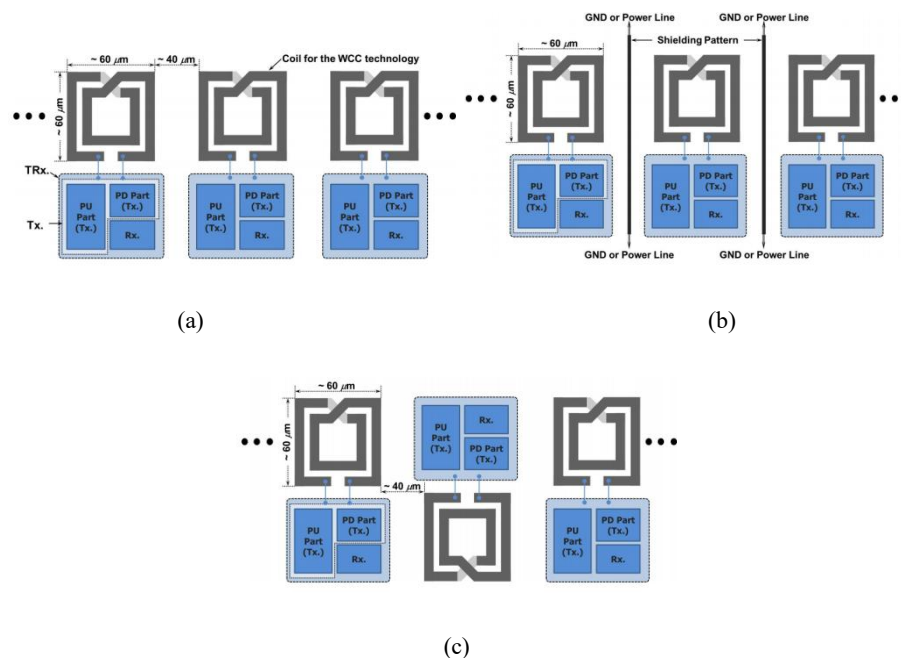 ~ 60 μm
~ 40 μm
Coil for the WCC technology
~ 60 μm
TRx.
Tx.
PU
Part
(Tx.)
PD Part
(Tx.)
Rx.
PU
Part
(Tx.)
PD Part
(Tx.)
Rx.
PU
Part
(Tx.)
PD Part
(Tx.)
Rx.
(a)
GND or Power Line
GND or Power Line
~ 60 μm
Shielding Pattern
~ 60 μm
PU
Part
(Tx.)
PD Part
(Tx.)
Rx.
PU
Part
(Tx.)
PD Part
(Tx.)
Rx.
PU
Part
(Tx.)
PD Part
(Tx.)
Rx.
GND or Power Line
GND or Power Line
(b)
~ 60 μm
~ 60 μm
PU
Part
(Tx.)
Rx.
PD Part
(Tx.)
~ 40 μm
PU
Part
(Tx.)
PD Part
(Tx.)
Rx.
PU
Part
(Tx.)
PD Part
(Tx.)
Rx.
(c)